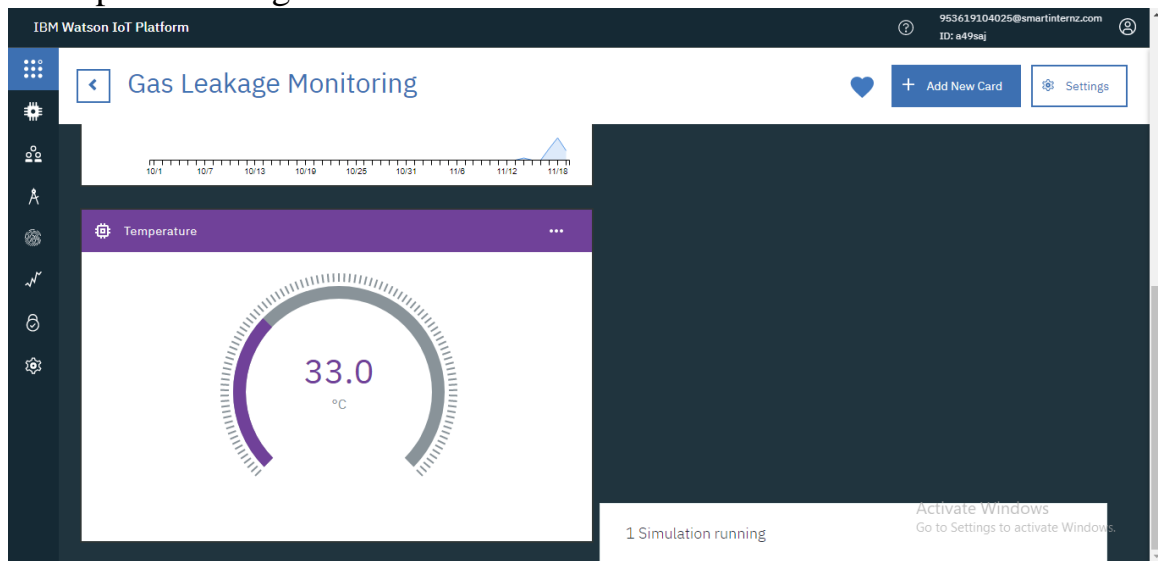 IBM Watson IoT Platform
953619104025@smartinternz.com
ID: a49saj
Gas Leakage Monitoring
+ Add New Card
Settings
10/1 10/7 10/13 10/19 10/25 10/31 11/6 11/12 11/18
Temperature
33.0
°C
1 Simulation running
Activate Windows
Go to Settings to activate Windows.